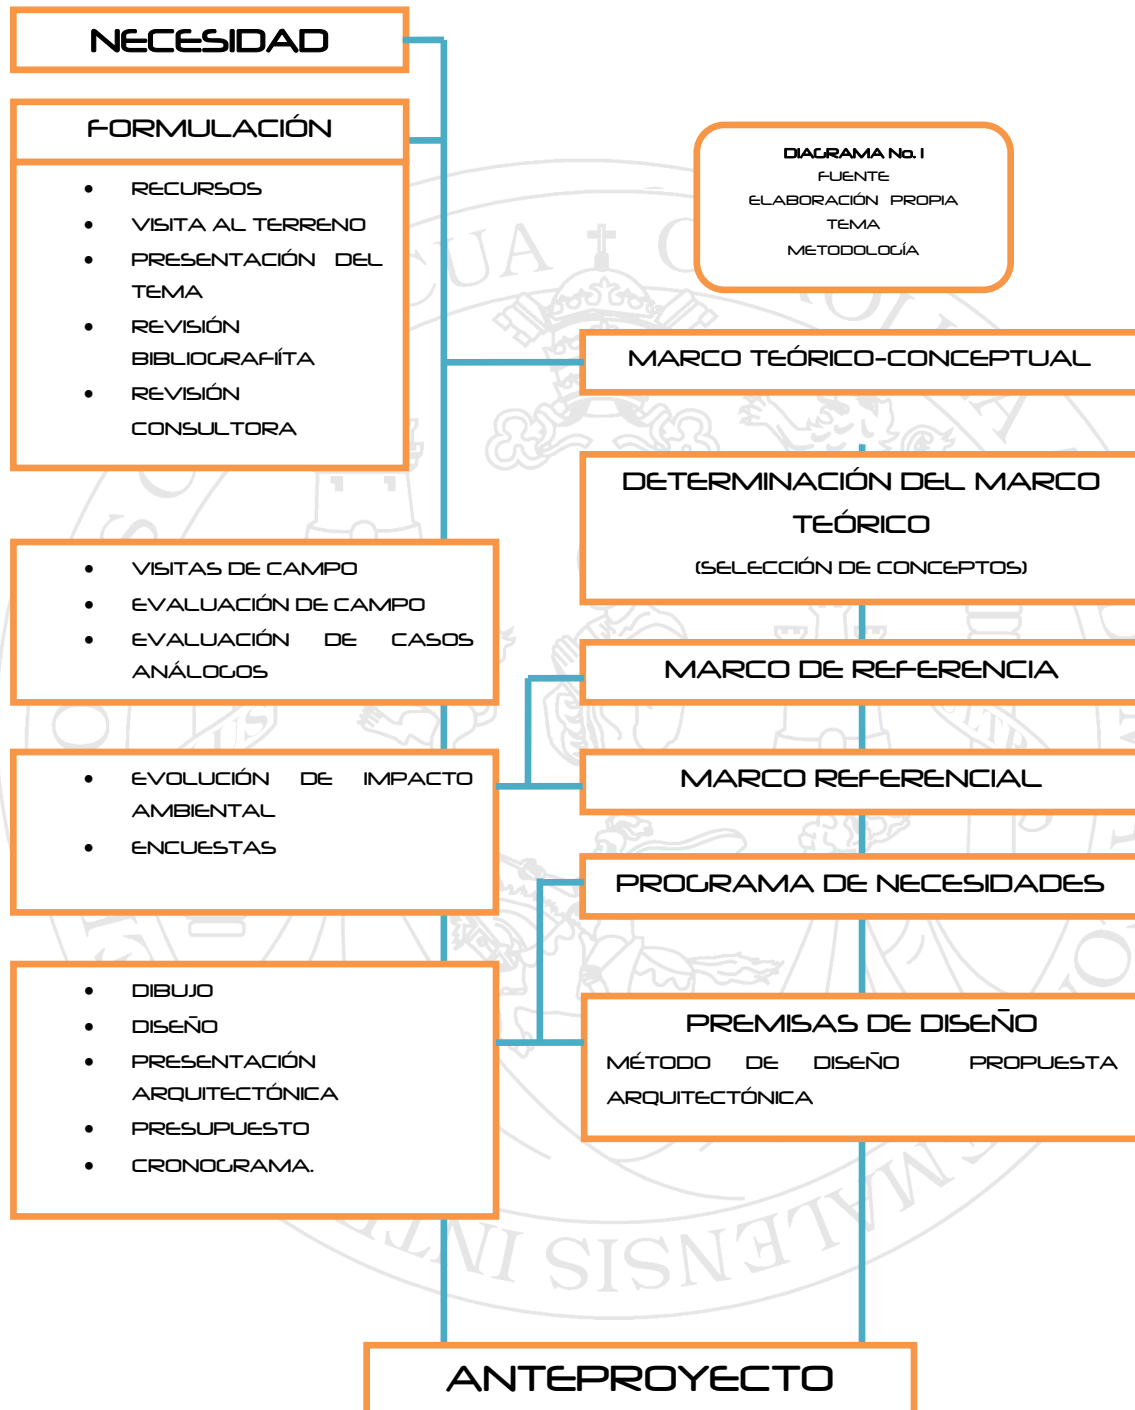 NECESIDAD
FORMULACIÓN
• RECURSOS
• VISITA AL TERRENO
• PRESENTACIÓN DEL
TEMA
• REVISIÓN
BIBLIOGRAFIÍTA
• REVISIÓN
CONSULTORA
DIAGRAMA No. 1
FUENTE
ELABORACIÓN PROPIA
TEMA
METODOLOGÍA
MARCO TEÓRICO-CONCEPTUAL
DETERMINACIÓN DEL MARCO
TEÓRICO
(SELECCIÓN DE CONCEPTOS)
• VISITAS DE CAMPO
• EVALUACIÓN DE CAMPO
• EVALUACIÓN DE CASOS
ANÁLOGOS
MARCO DE REFERENCIA
• EVOLUCIÓN DE IMPACTO
AMBIENTAL
• ENCUESTAS
MARCO REFERENCIAL
PROGRAMA DE NECESIDADES
• DIBUJO
• DISEÑO
• PRESENTACIÓN
ARQUITECTÓNICA
• PRESUPUESTO
• CRONOGRAMA.
PREMISAS DE DISEÑO
MÉTODO DE DISEÑO PROPUESTA
ARQUITECTÓNICA
ANTEPROYECTO